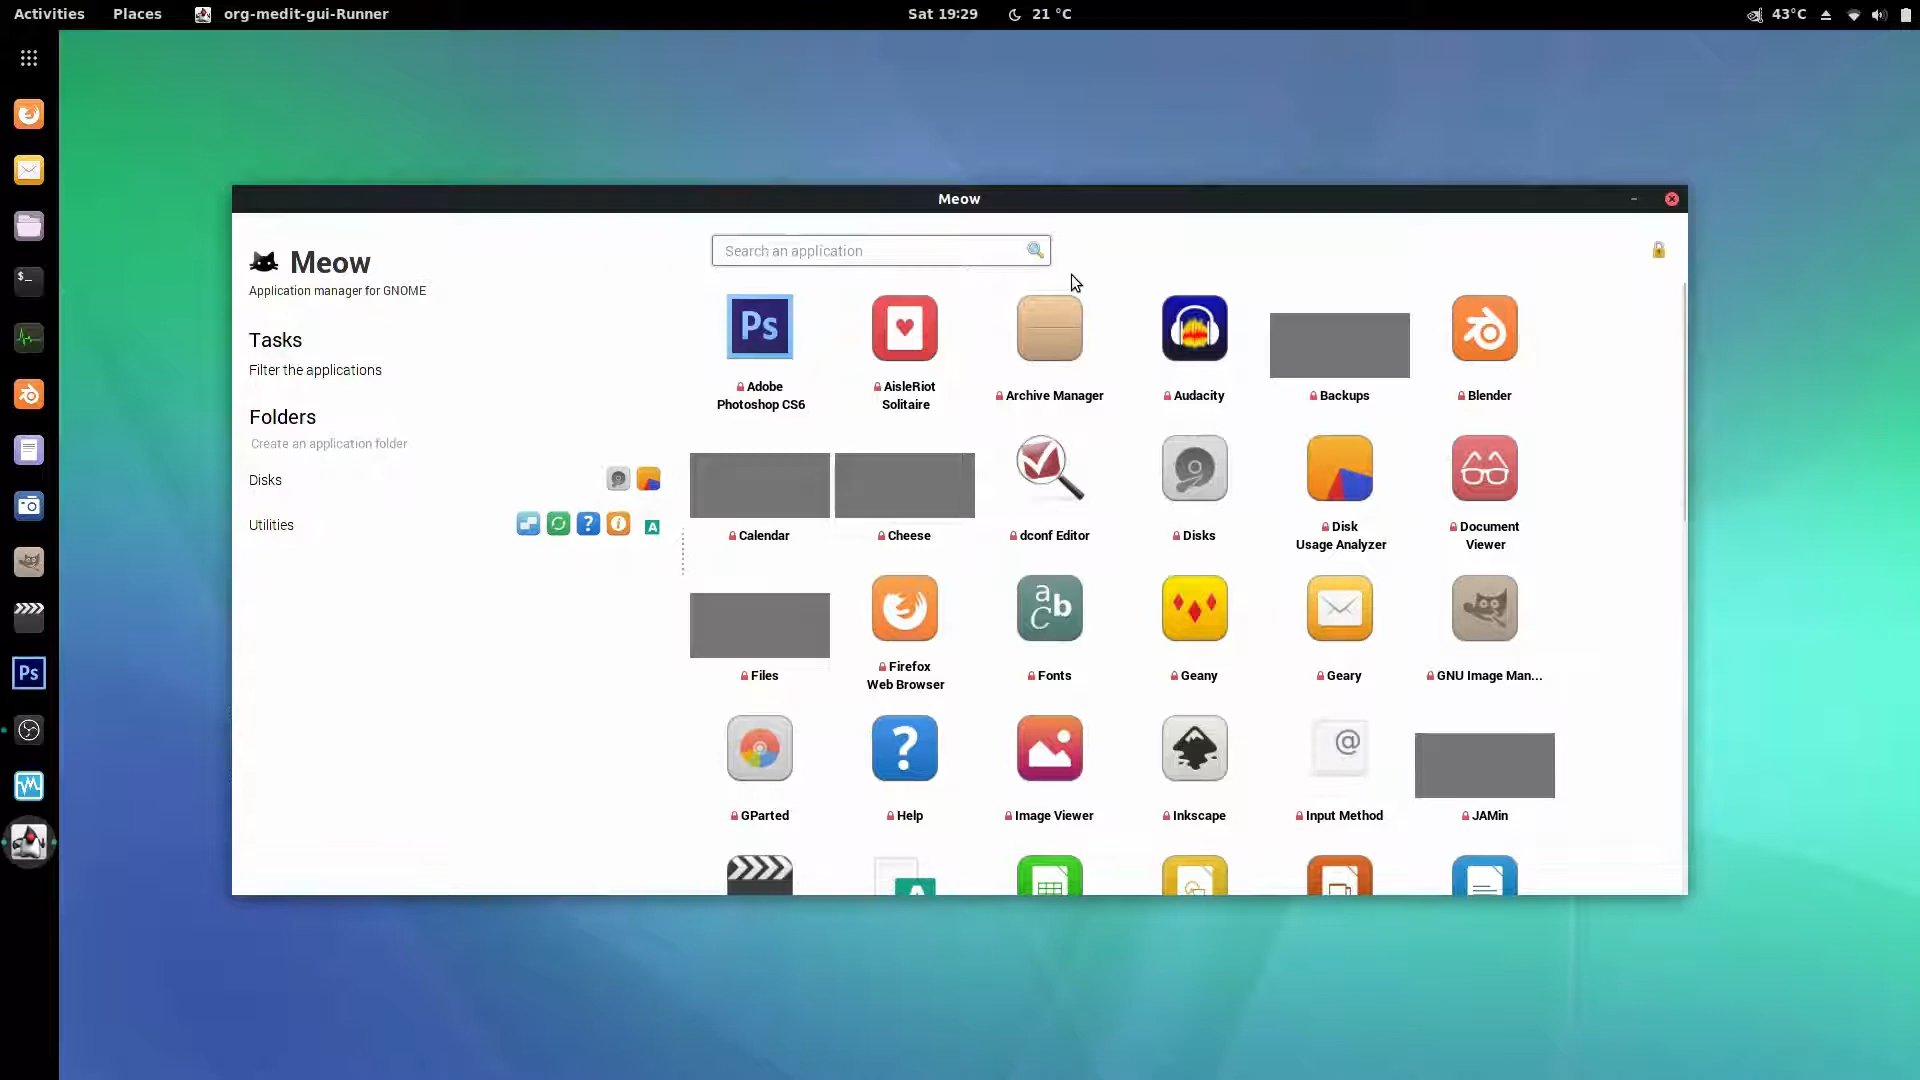 Activities Places org-medit-gui-Runner Sat 19:29 21 °C 43°C
Meow
Meow
Application manager for GNOME
Tasks
Filter the applications
Folders
Create an application folder
Disks
Utilities
Search an application
Ps
Adobe
Photoshop CS6
AisleRiot
Solitaire
Archive Manager
Audacity
Backups
Blender
Calendar
Cheese
dconf Editor
Disks
Disk
Usage Analyzer
Document
Viewer
Files
Firefox
Web Browser
a
b
C
Fonts
Geany
Geary
GNU Image Man...
GParted
?
Help
Image Viewer
Inkscape
@
Input Method
JAMin
A
Ps